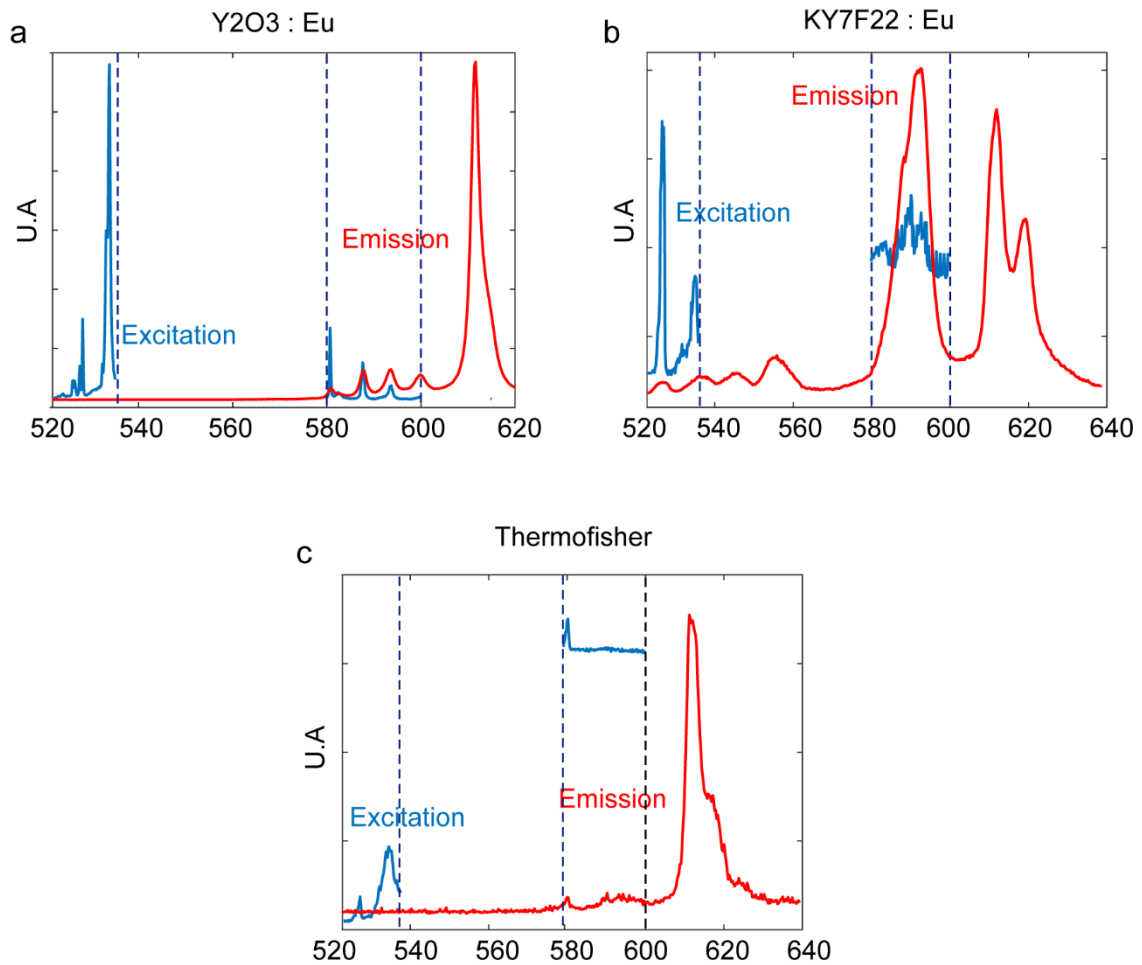 a
Y2O3 : Eu
U.A
Excitation
Emission
520 540 560 580 600 620
b
KY7F22 : Eu
U.A
Emission
Excitation
520 540 560 580 600 620 640
c
Thermofisher
U.A
Excitation
Emission
520 540 560 580 600 620 640